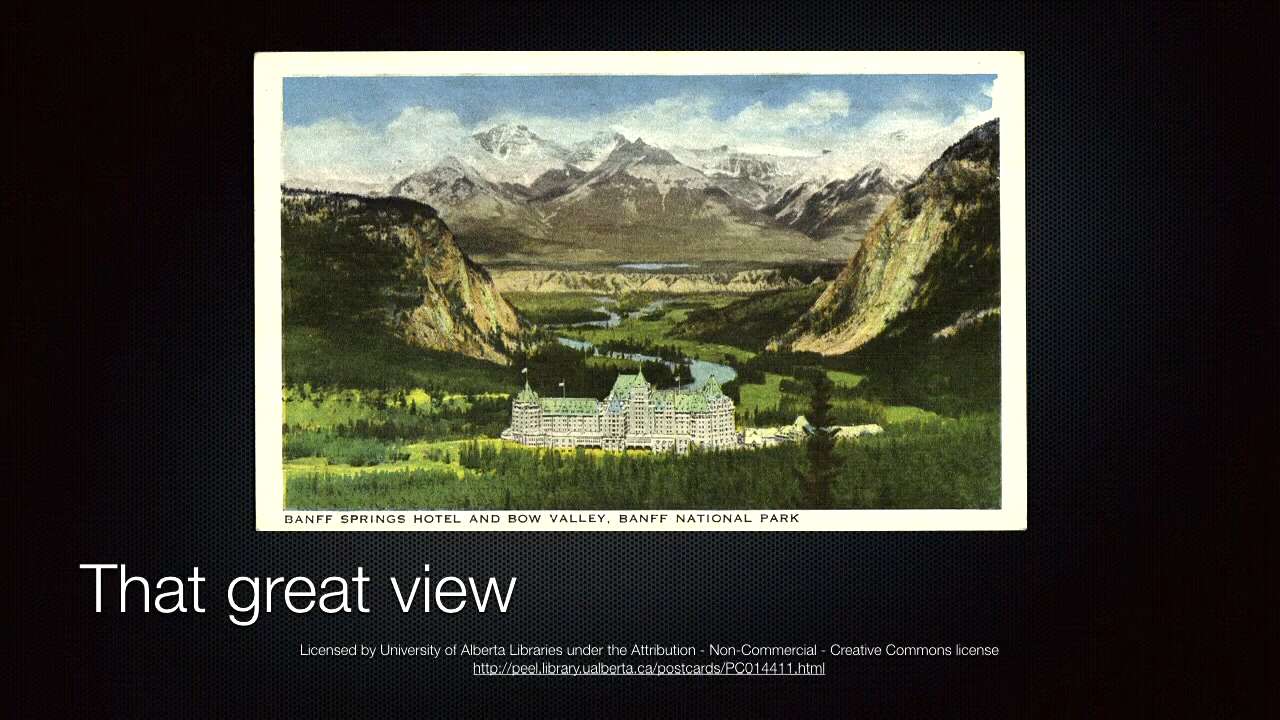 BANFF SPRINGS HOTEL AND BOW VALLEY, BANFF NATIONAL PARK
That great view
Licensed by University of Alberta Libraries under the Attribution - Non-Commercial - Creative Commons license
http://peel.library.ualberta.ca/postcards/PC014411.html